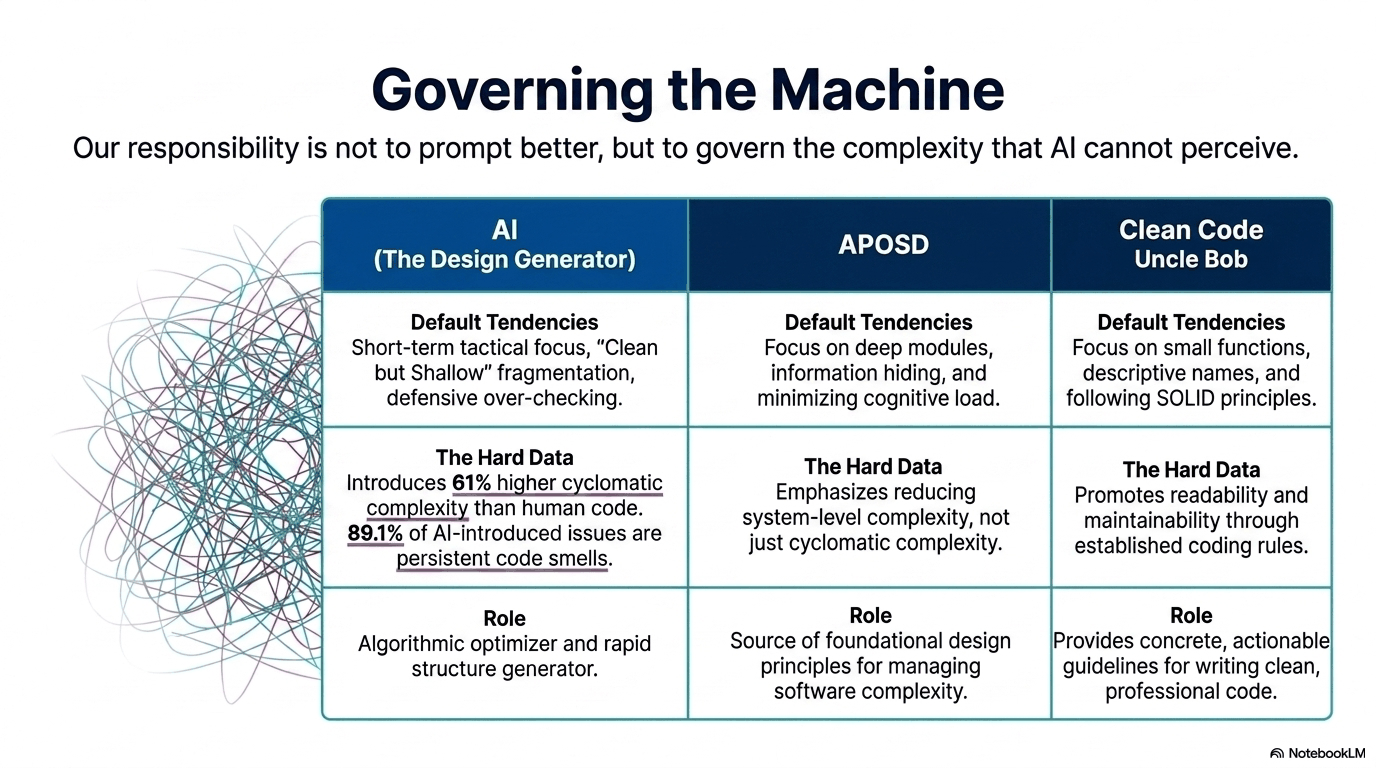 Governing the Machine
Our responsibility is not to prompt better, but to govern the complexity that AI cannot perceive.
AI
(The Design Generator)
APOSD
Clean Code
Uncle Bob
Default Tendencies
Short-term tactical focus, “Clean
but Shallow” fragmentation,
defensive over-checking.
Default Tendencies
Focus on deep modules,
information hiding, and
minimizing cognitive load.
Default Tendencies
Focus on small functions,
descriptive names, and
following SOLID principles.
The Hard Data
Introduces 61% higher cyclomatic
complexity than human code.
89.1% of AI-introduced issues are
persistent code smells.
The Hard Data
Emphasizes reducing
system-level complexity, not
just cyclomatic complexity.
The Hard Data
Promotes readability and
maintainability through
established coding rules.
Role
Algorithmic optimizer and rapid
structure generator.
Role
Source of foundational design
principles for managing
software complexity.
Role
Provides concrete, actionable
guidelines for writing clean,
professional code.
NotebookLM